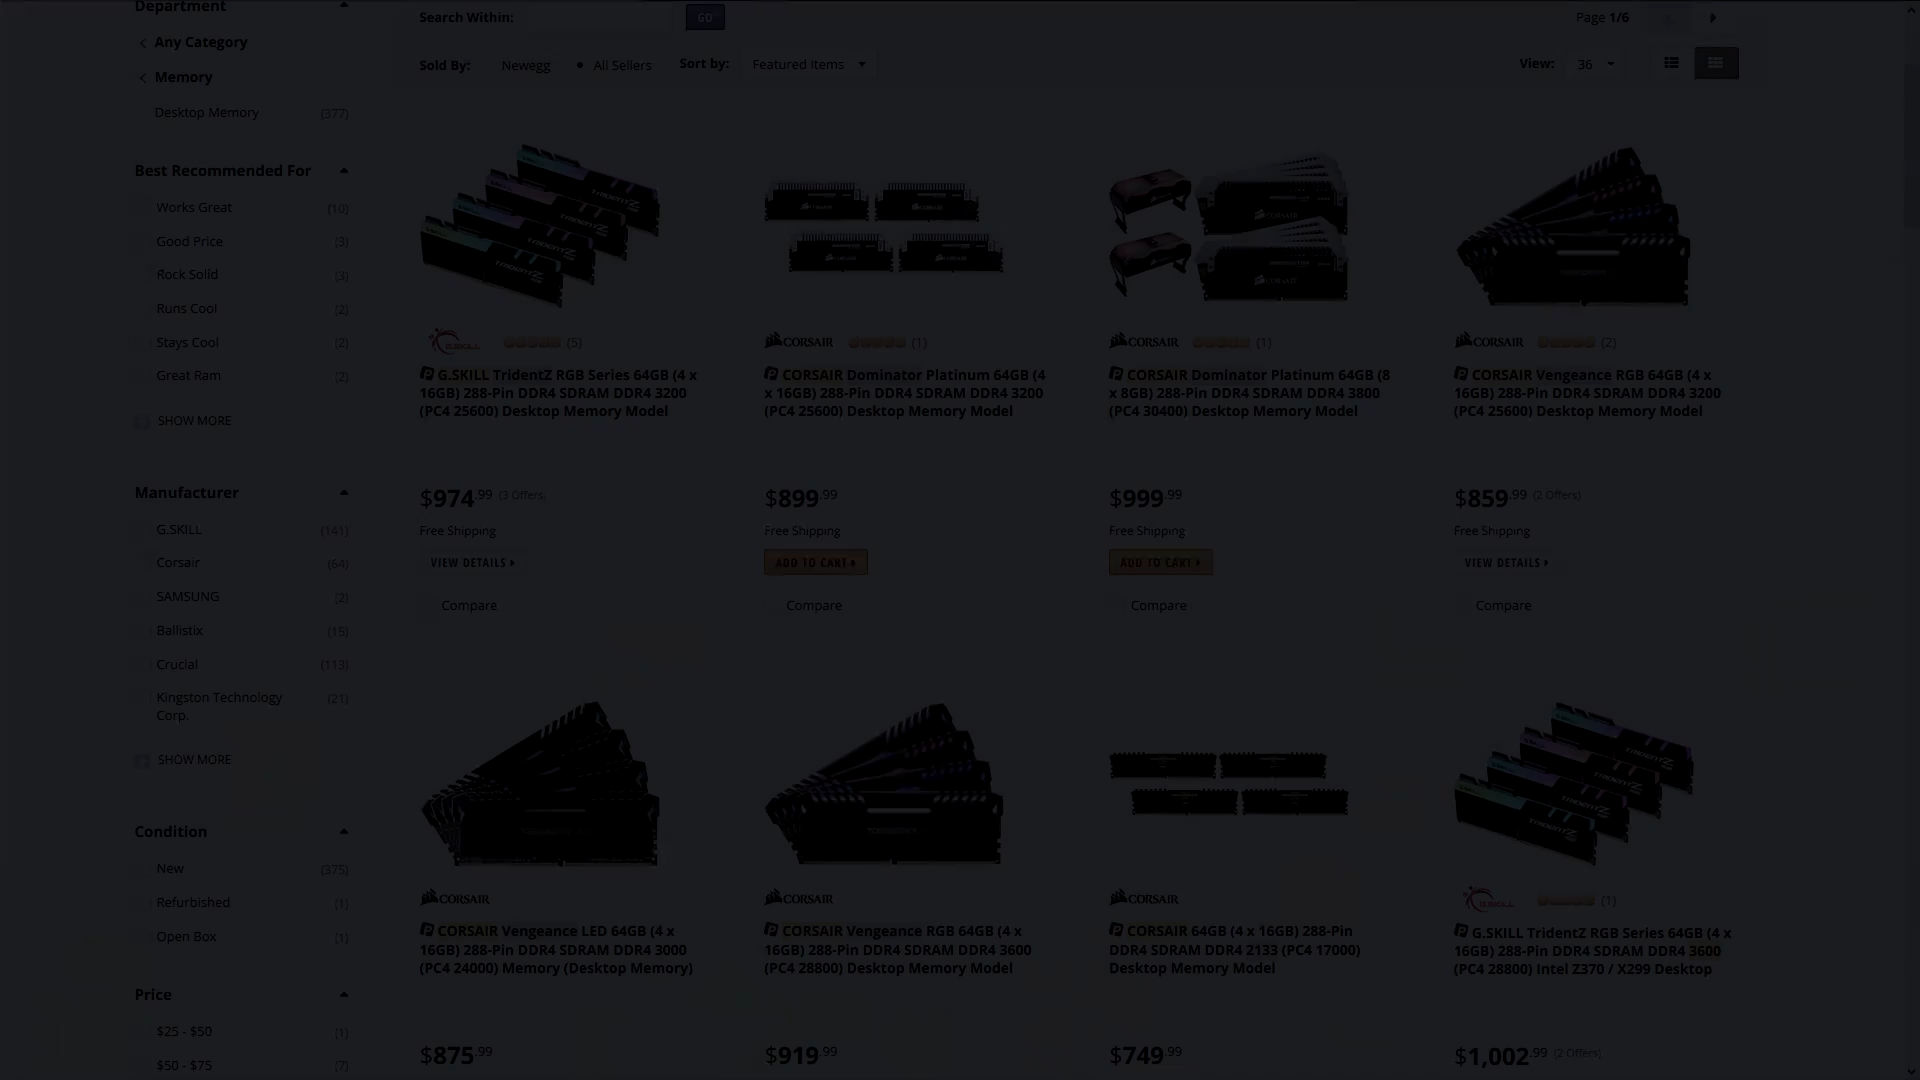 Department
Any Category
Memory
Desktop Memory (377)
Best Recommended For
Works Great (10)
Good Price (3)
Rock Solid (3)
Runs Cool (2)
Stays Cool (2)
Great Ram (2)
SHOW MORE
Manufacturer
G.SKILL (141)
Corsair (64)
SAMSUNG (2)
Ballistix (15)
Crucial (113)
Kingston Technology (21)
Corp.
SHOW MORE
Condition
New (375)
Refurbished (1)
Open Box (1)
Price
$25 - $50 (1)
$50 - $75 (7)
Search Within: GO Page 1/6
Sold By: Newegg All Sellers Sort by: Featured Items View: 36
G.SKILL (5)
G.SKILL TridentZ RGB Series 64GB (4 x
16GB) 288-Pin DDR4 SDRAM DDR4 3200
(PC4 25600) Desktop Memory Model
$974.99 (3 Offers)
Free Shipping
VIEW DETAILS
Compare
CORSAIR (1)
CORSAIR Dominator Platinum 64GB (4
x 16GB) 288-Pin DDR4 SDRAM DDR4 3200
(PC4 25600) Desktop Memory Model
$899.99
Free Shipping
ADD TO CART
Compare
CORSAIR (1)
CORSAIR Dominator Platinum 64GB (8
x 8GB) 288-Pin DDR4 SDRAM DDR4 3800
(PC4 30400) Desktop Memory Model
$999.99
Free Shipping
ADD TO CART
Compare
CORSAIR (2)
CORSAIR Vengeance RGB 64GB (4 x
16GB) 288-Pin DDR4 SDRAM DDR4 3200
(PC4 25600) Desktop Memory Model
$859.99 (2 Offers)
Free Shipping
VIEW DETAILS
Compare
CORSAIR
CORSAIR Vengeance LED 64GB (4 x
16GB) 288-Pin DDR4 SDRAM DDR4 3000
(PC4 24000) Memory (Desktop Memory)
$875.99
CORSAIR
CORSAIR Vengeance RGB 64GB (4 x
16GB) 288-Pin DDR4 SDRAM DDR4 3600
(PC4 28800) Desktop Memory Model
$919.99
CORSAIR
CORSAIR 64GB (4 x 16GB) 288-Pin
DDR4 SDRAM DDR4 2133 (PC4 17000)
Desktop Memory Model
$749.99
G.SKILL (1)
G.SKILL TridentZ RGB Series 64GB (4 x
16GB) 288-Pin DDR4 SDRAM DDR4 3600
(PC4 28800) Intel Z370 / X299 Desktop
$1,002.99 (2 Offers)